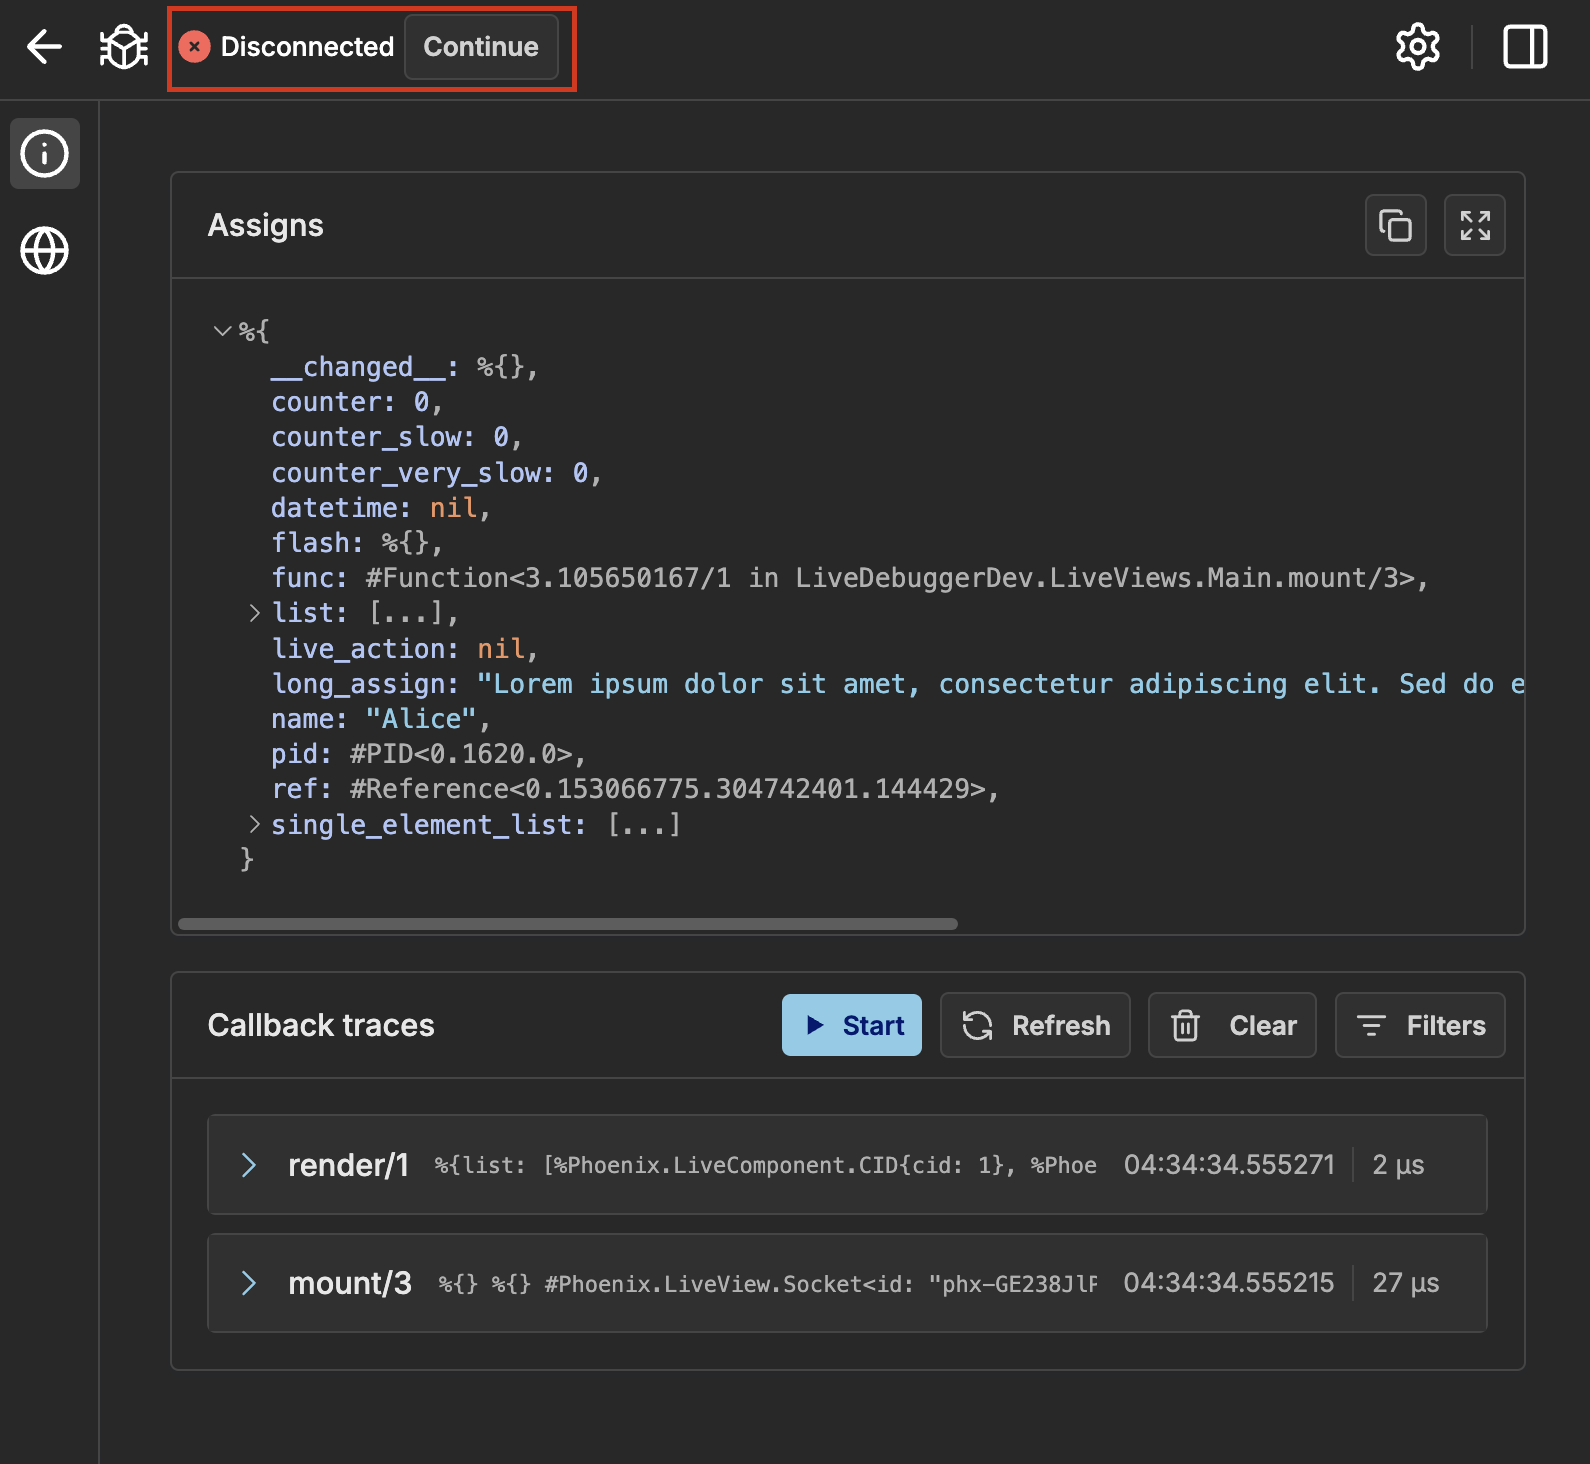 Disconnected Continue
Assigns
%{
__changed__: %{},
counter: 0,
counter_slow: 0,
counter_very_slow: 0,
datetime: nil,
flash: %{},
func: #Function<3.105650167/1 in LiveDebuggerDev.LiveViews.Main.mount/3>,
list: [...],
live_action: nil,
long_assign: "Lorem ipsum dolor sit amet, consectetur adipiscing elit. Sed do e
name: "Alice",
pid: #PID<0.1620.0>,
ref: #Reference<0.153066775.304742401.144429>,
single_element_list: [...]
}
Callback traces Start Refresh Clear Filters
render/1 %{list: [%Phoenix.LiveComponent.CID{cid: 1}, %Phoe 04:34:34.555271 2 µs
mount/3 %{} %{} #Phoenix.LiveView.Socket<id: "phx-GE238JlF 04:34:34.555215 27 µs